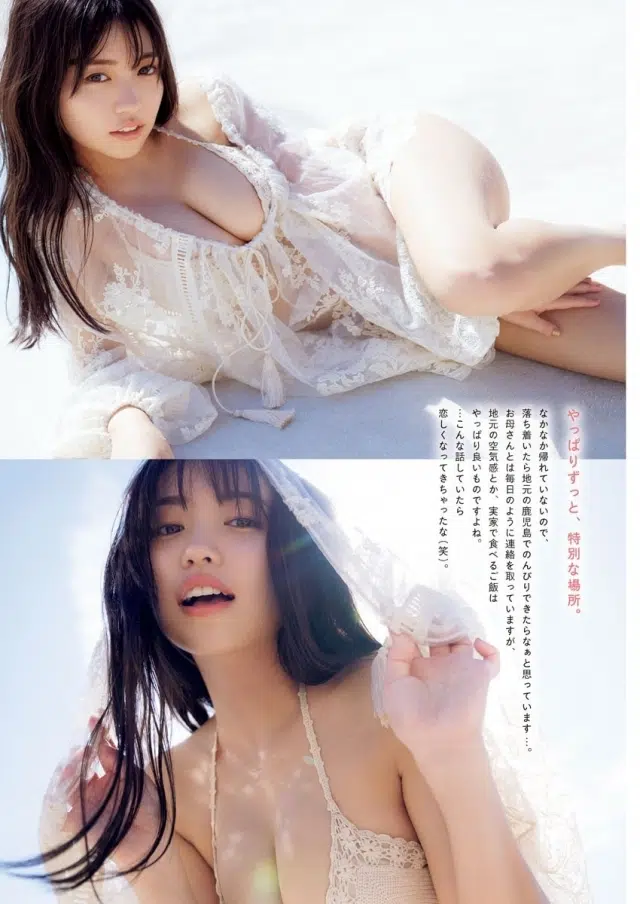 やっぱりずっと、特別な場所。
なかなか帰れていないので、
落ち着いたら地元の鹿児島でのんびりできたらなぁと思っています…。
お母さんとは毎日のように連絡を取っていますが、
地元の空気感とか、実家で食べるご飯は
やっぱり良いものですよね。
…こんな話していたら
恋しくなってきちゃったな(笑)。